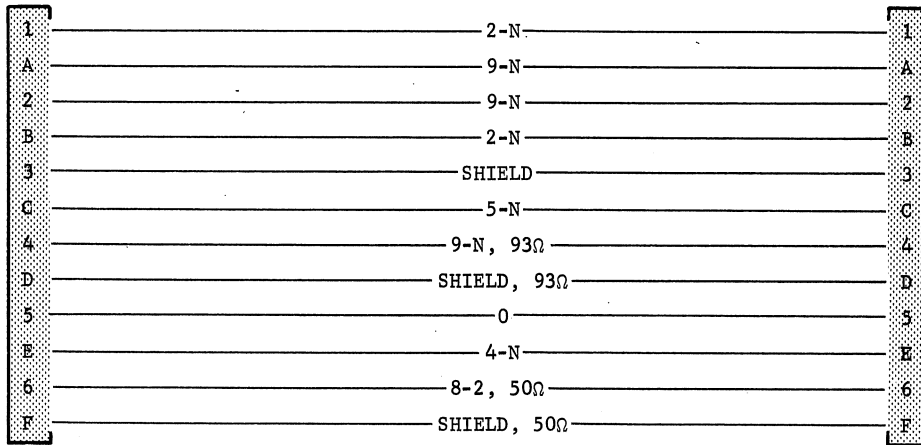 1 2-N 1
A 9-N A
2 9-N 2
B 2-N B
3 SHIELD 3
C 5-N C
4 9-N, 93Ω 4
D SHIELD, 93Ω D
5 0 5
E 4-N E
6 8-2, 50Ω 6
F SHIELD, 50Ω F